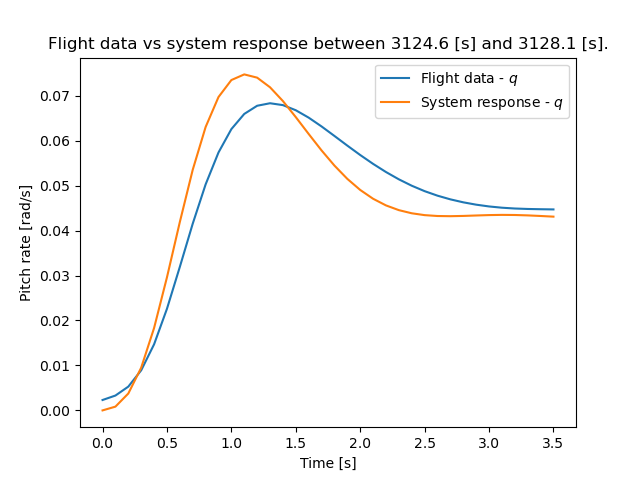 Flight data vs system response between 3124.6 [s] and 3128.1 [s].
Flight data - q
System response - q
Pitch rate [rad/s]
0.07
0.06
0.05
0.04
0.03
0.02
0.01
0.00
0.0 0.5 1.0 1.5 2.0 2.5 3.0 3.5
Time [s]